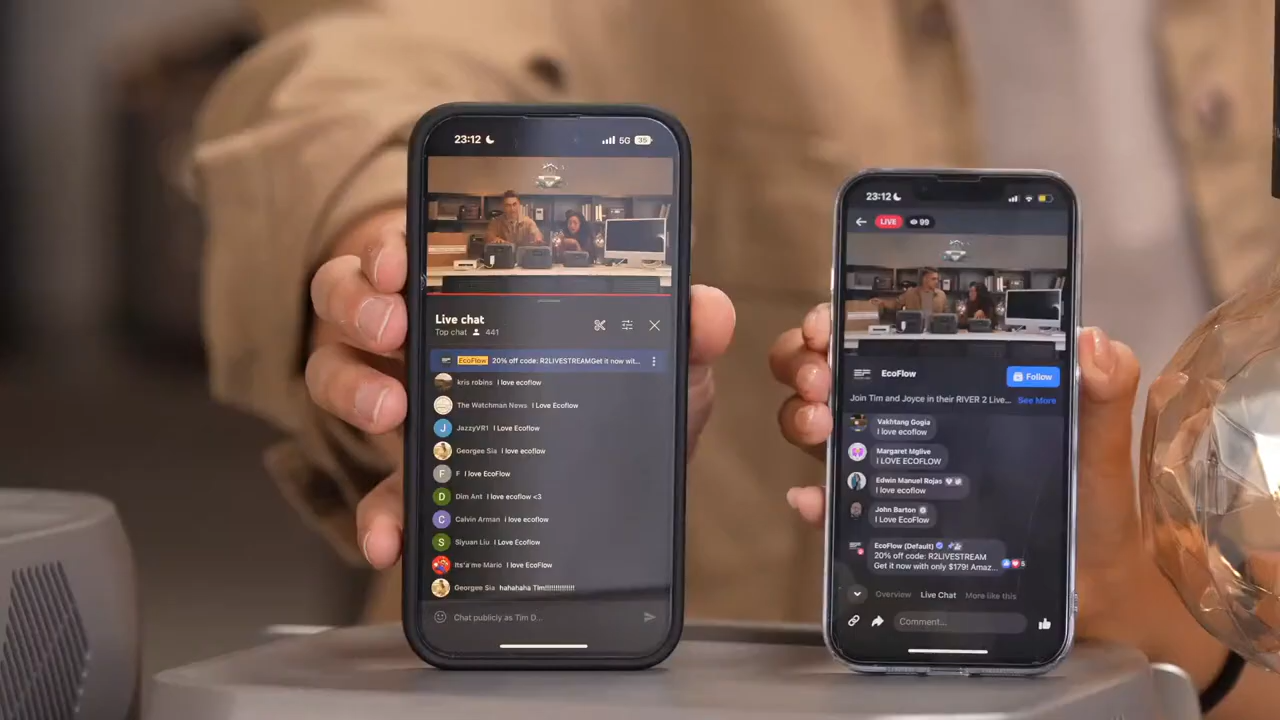 23:12
5G 35
Live chat
Top chat 441
EcoFlow 20% off code: R2LIVESTREAMGet it now wit...
kris robins I love ecoflow
The Watchman News I Love EcoFlow
J JazzyVR1 I Love EcoFlow
Georgee Sia I love ecoflow
F F I love EcoFlow
D Dim Ant I love ecoflow <3
C Calvin Arman i love ecoflow
S Siyuan Liu I Love EcoFlow
Its'a'me Mario I love EcoFlow
Georgee Sia hahahaha Tim!!!!!!!!!!!!!!
Chat publicly as Tim D...
23:12
LIVE 99
EcoFlow
Follow
Join Tim and Joyce in their RIVER 2 Live... See More
Vakhtang Gogia
I love ecoflow
Margaret Mglive
I LOVE ECOFLOW
Edwin Manuel Rojas
I love ecoflow
John Barton
I Love EcoFlow
EcoFlow (Default)
20% off code: R2LIVESTREAM
Get it now with only $179! Amaz...
5
Overview Live Chat More like this
Comment...